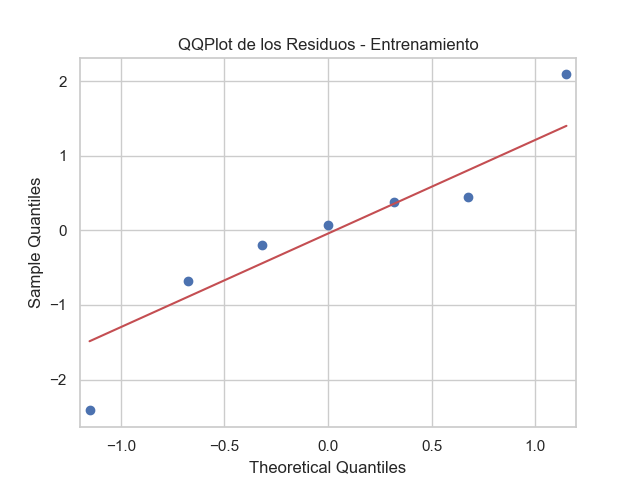 QQPlot de los Residuos - Entrenamiento
2
1
0
−1
−2
Sample Quantiles
−1.0 −0.5 0.0 0.5 1.0
Theoretical Quantiles